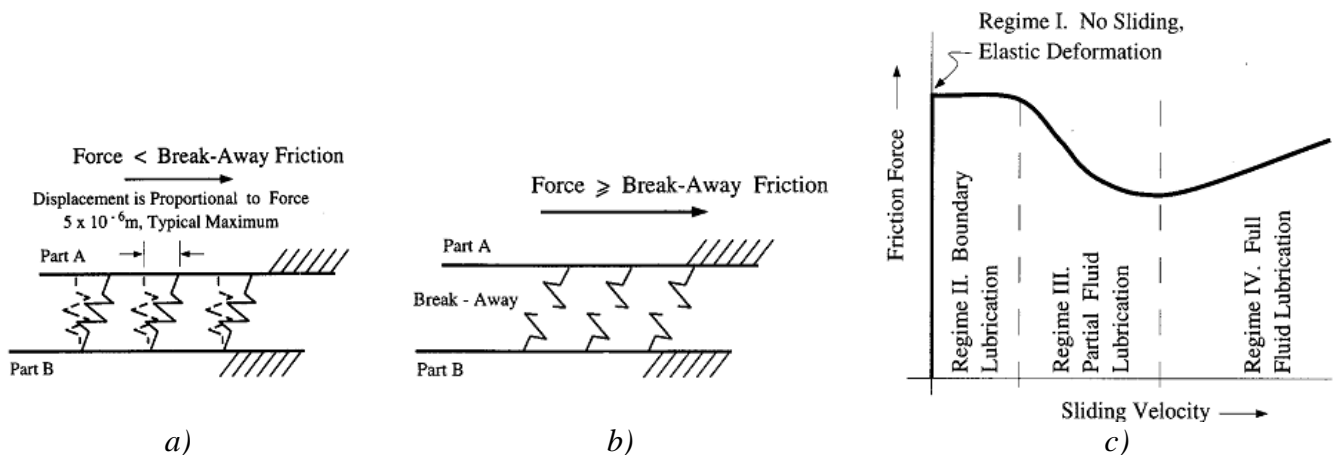 Force < Break-Away Friction
Displacement is Proportional to Force
5 x 10⁻⁶m, Typical Maximum
Part A
Part B
a)
Force ⩾ Break-Away Friction
Part A
Break - Away
Part B
b)
Regime I. No Sliding,
Elastic Deformation
Friction Force
Regime II. Boundary
Lubrication
Regime III.
Partial Fluid
Lubrication
Regime IV. Full
Fluid Lubrication
Sliding Velocity
c)